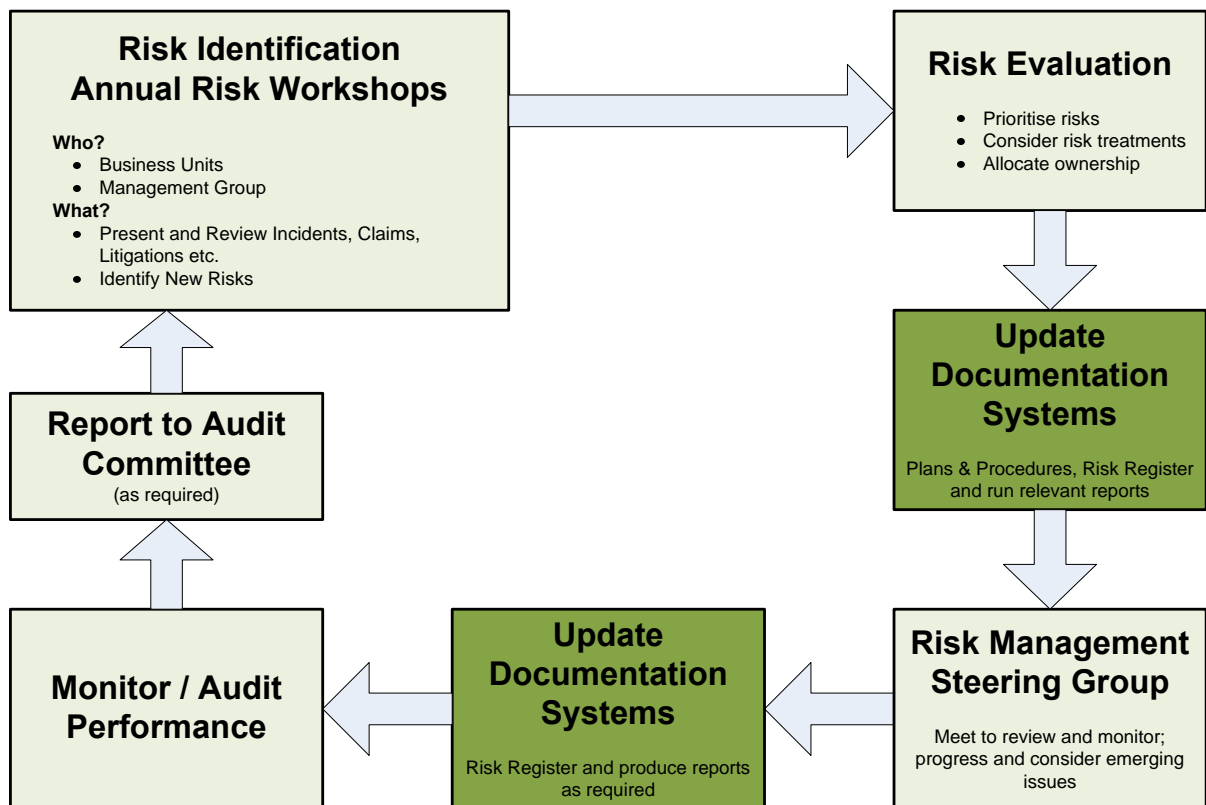 Risk Identification
Annual Risk Workshops
Who?
• Business Units
• Management Group
What?
• Present and Review Incidents, Claims,
Litigations etc.
• Identify New Risks
Risk Evaluation
• Prioritise risks
• Consider risk treatments
• Allocate ownership
Update
Documentation
Systems
Plans & Procedures, Risk Register
and run relevant reports
Risk Management
Steering Group
Meet to review and monitor;
progress and consider emerging
issues
Update
Documentation
Systems
Risk Register and produce reports
as required
Monitor / Audit
Performance
Report to Audit
Committee
(as required)